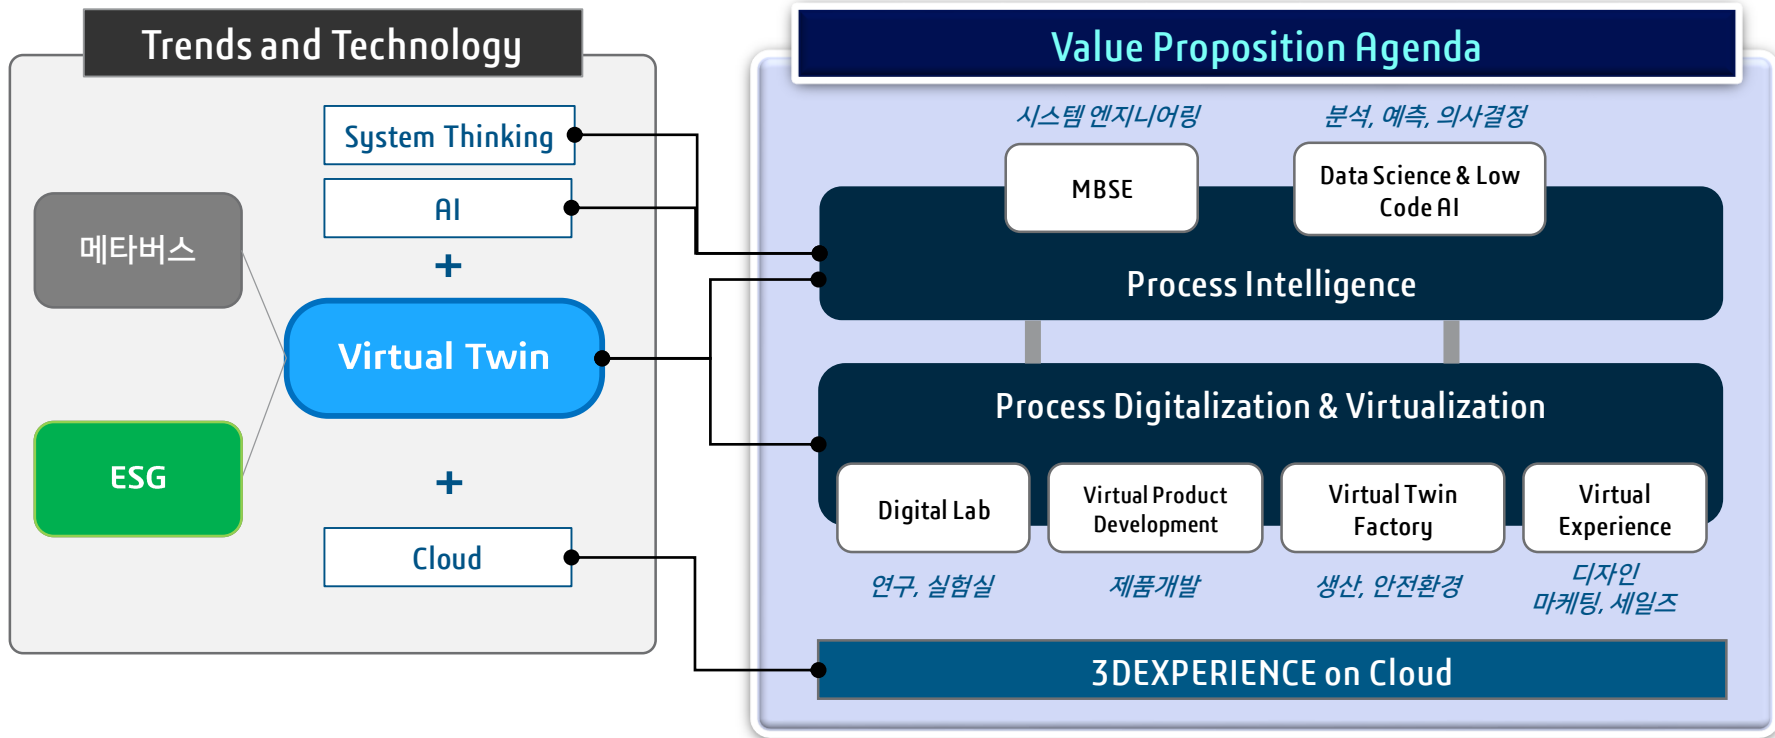 Trends and Technology
System Thinking
AI
+
메타버스
Virtual Twin
ESG
+
Cloud
Value Proposition Agenda
시스템 엔지니어링
분석, 예측, 의사결정
MBSE
Data Science & Low
Code AI
Process Intelligence
Process Digitalization & Virtualization
Digital Lab
Virtual Product
Development
Virtual Twin
Factory
Virtual
Experience
연구, 실험실
제품개발
생산, 안전환경
디자인
마케팅, 세일즈
3DEXPERIENCE on Cloud